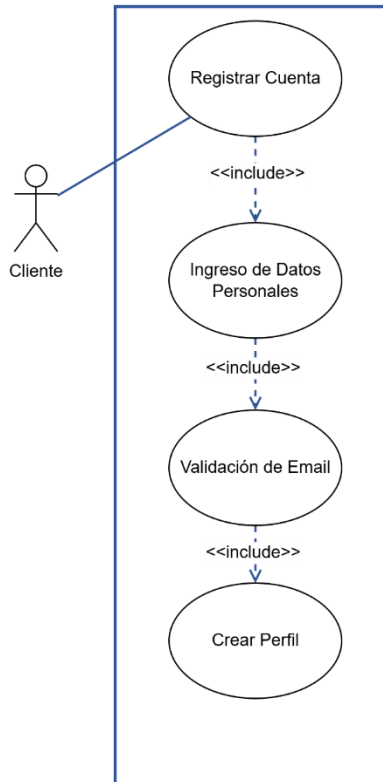 Registrar Cuenta
<<include>>
Cliente
Ingreso de Datos
Personales
<<include>>
Validación de Email
<<include>>
Crear Perfil